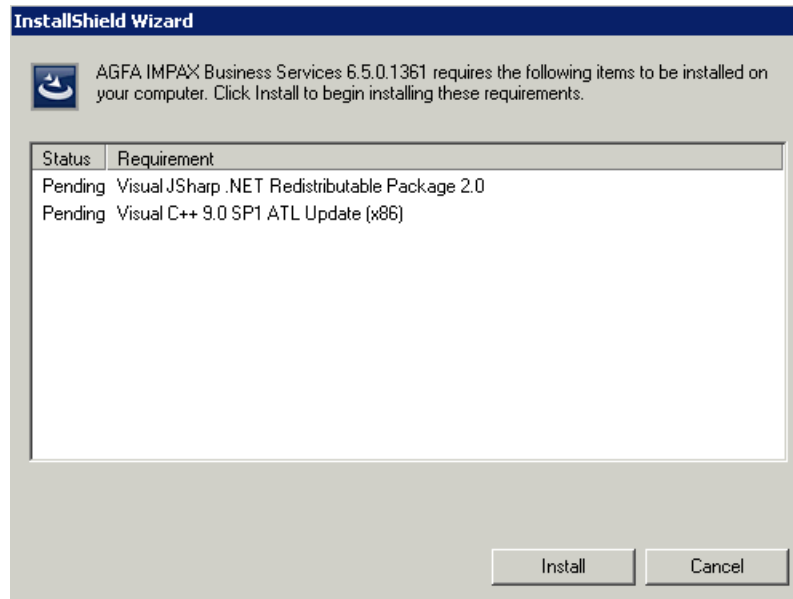 InstallShield Wizard
AGFA IMPAX Business Services 6.5.0.1361 requires the following items to be installed on
your computer. Click Install to begin installing these requirements.
Status Requirement
Pending Visual JSharp .NET Redistributable Package 2.0
Pending Visual C++ 9.0 SP1 ATL Update (x86)
Install Cancel